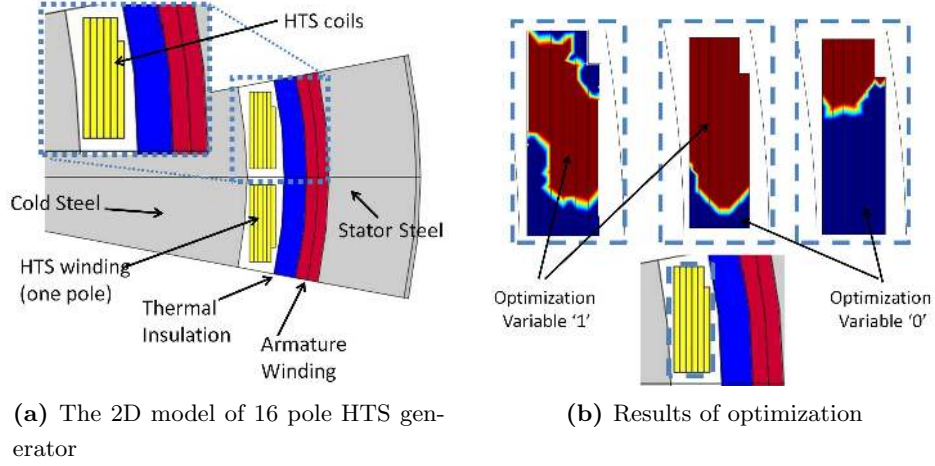 HTS coils
Cold Steel
Stator Steel
HTS winding
(one pole)
Thermal
Insulation
Armature
Winding
(a) The 2D model of 16 pole HTS gen-
erator
(b)
Optimization
Variable '1'
Optimization
Variable '0'
(b) Results of optimization